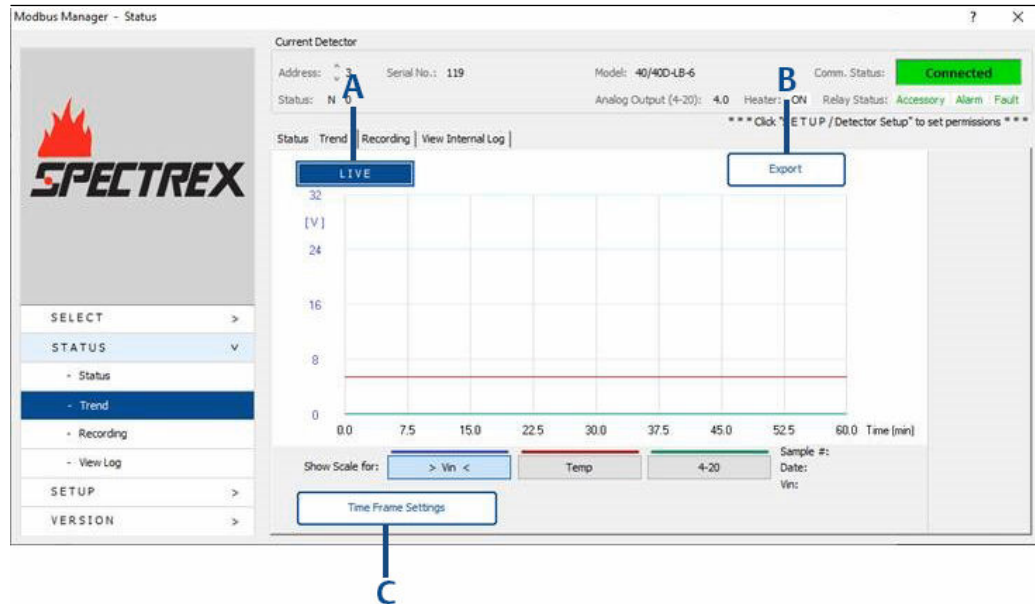 Modbus Manager - Status ? ×
Current Detector
Address: 3 Serial No.: 119 Model: 40/40D-LB-6 Comm. Status: Connected
Status: N 0 Analog Output (4-20): 4.0 Heater: ON Relay Status: Accessory Alarm Fault
A
B
* * * Click "SETUP/Detector Setup" to set permissions * * *
Status Trend Recording View Internal Log
SPECTREX
LIVE
Export
32
[V]
24
16
8
0
0.0 7.5 15.0 22.5 30.0 37.5 45.0 52.5 60.0 Time (min)
SELECT >
STATUS v
- Status
- Trend
- Recording
- View Log
SETUP >
VERSION >
Show Scale for: > Vin < Temp 4-20
Sample #:
Date:
Vin:
Time Frame Settings
C